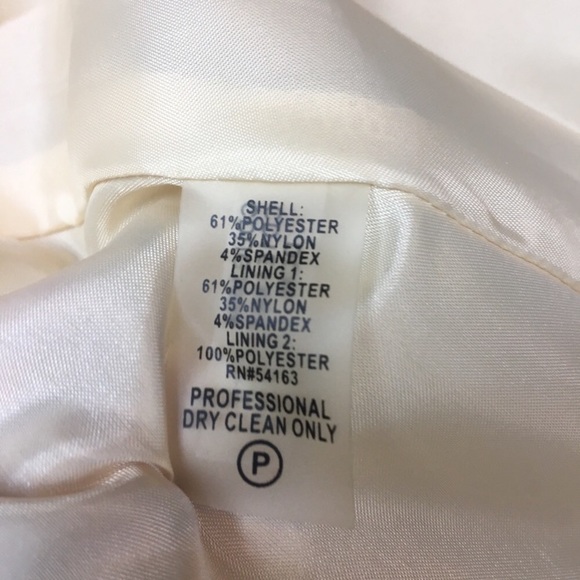 SHELL:
61%POLYESTER
35%NYLON
4%SPANDEX
LINING 1:
61%POLYESTER
35%NYLON
4%SPANDEX
LINING 2:
100%POLYESTER
RN#54163
PROFESSIONAL
DRY CLEAN ONLY
P